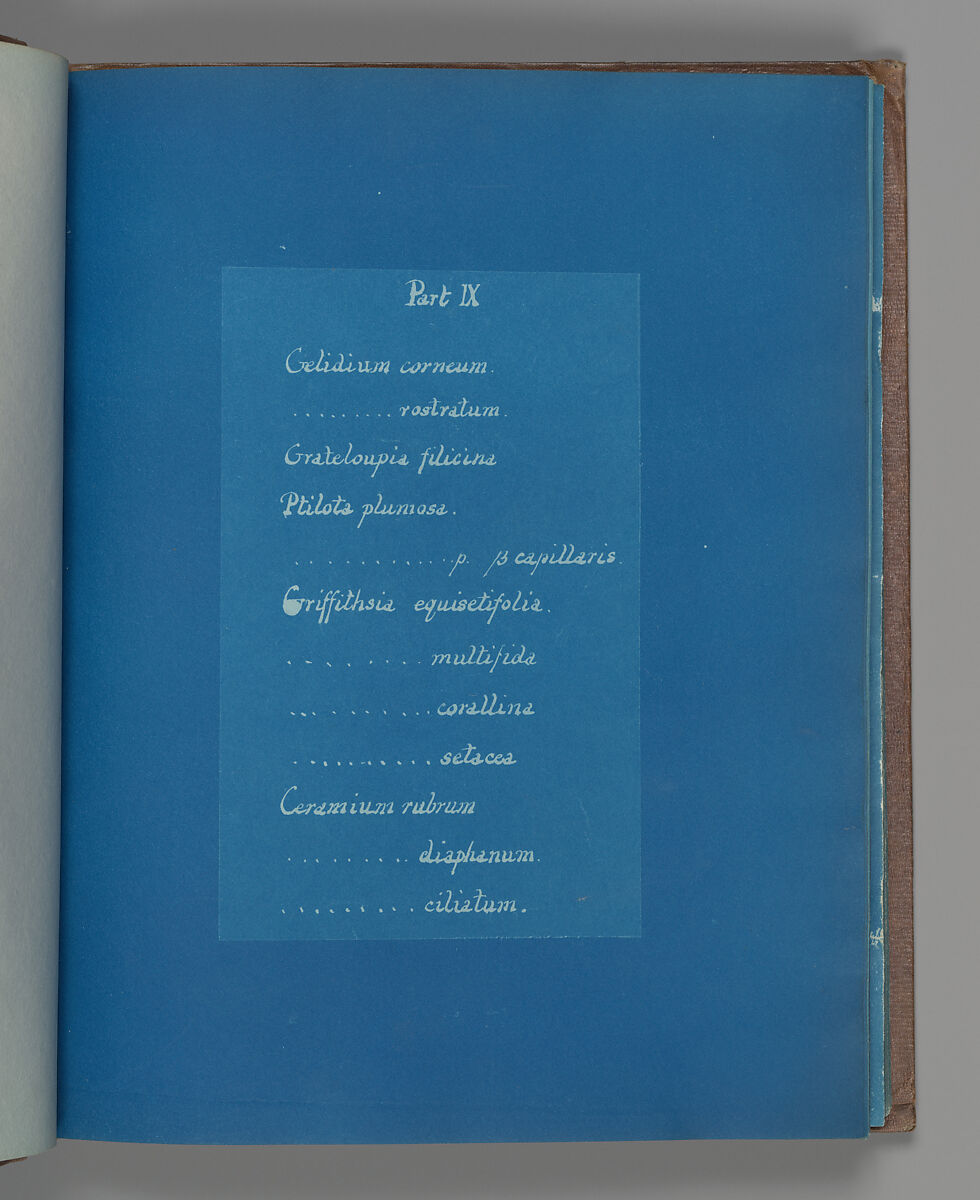 Part IX
Gelidium corneum.
.......... rostratum.
Grateloupia filicina
Ptilota plumosa.
............ p. β capillaris.
Griffithsia equisetifolia.
......... multifida
......... corallina
.......... setacea
Ceramium rubrum
......... diaphanum.
......... ciliatum.